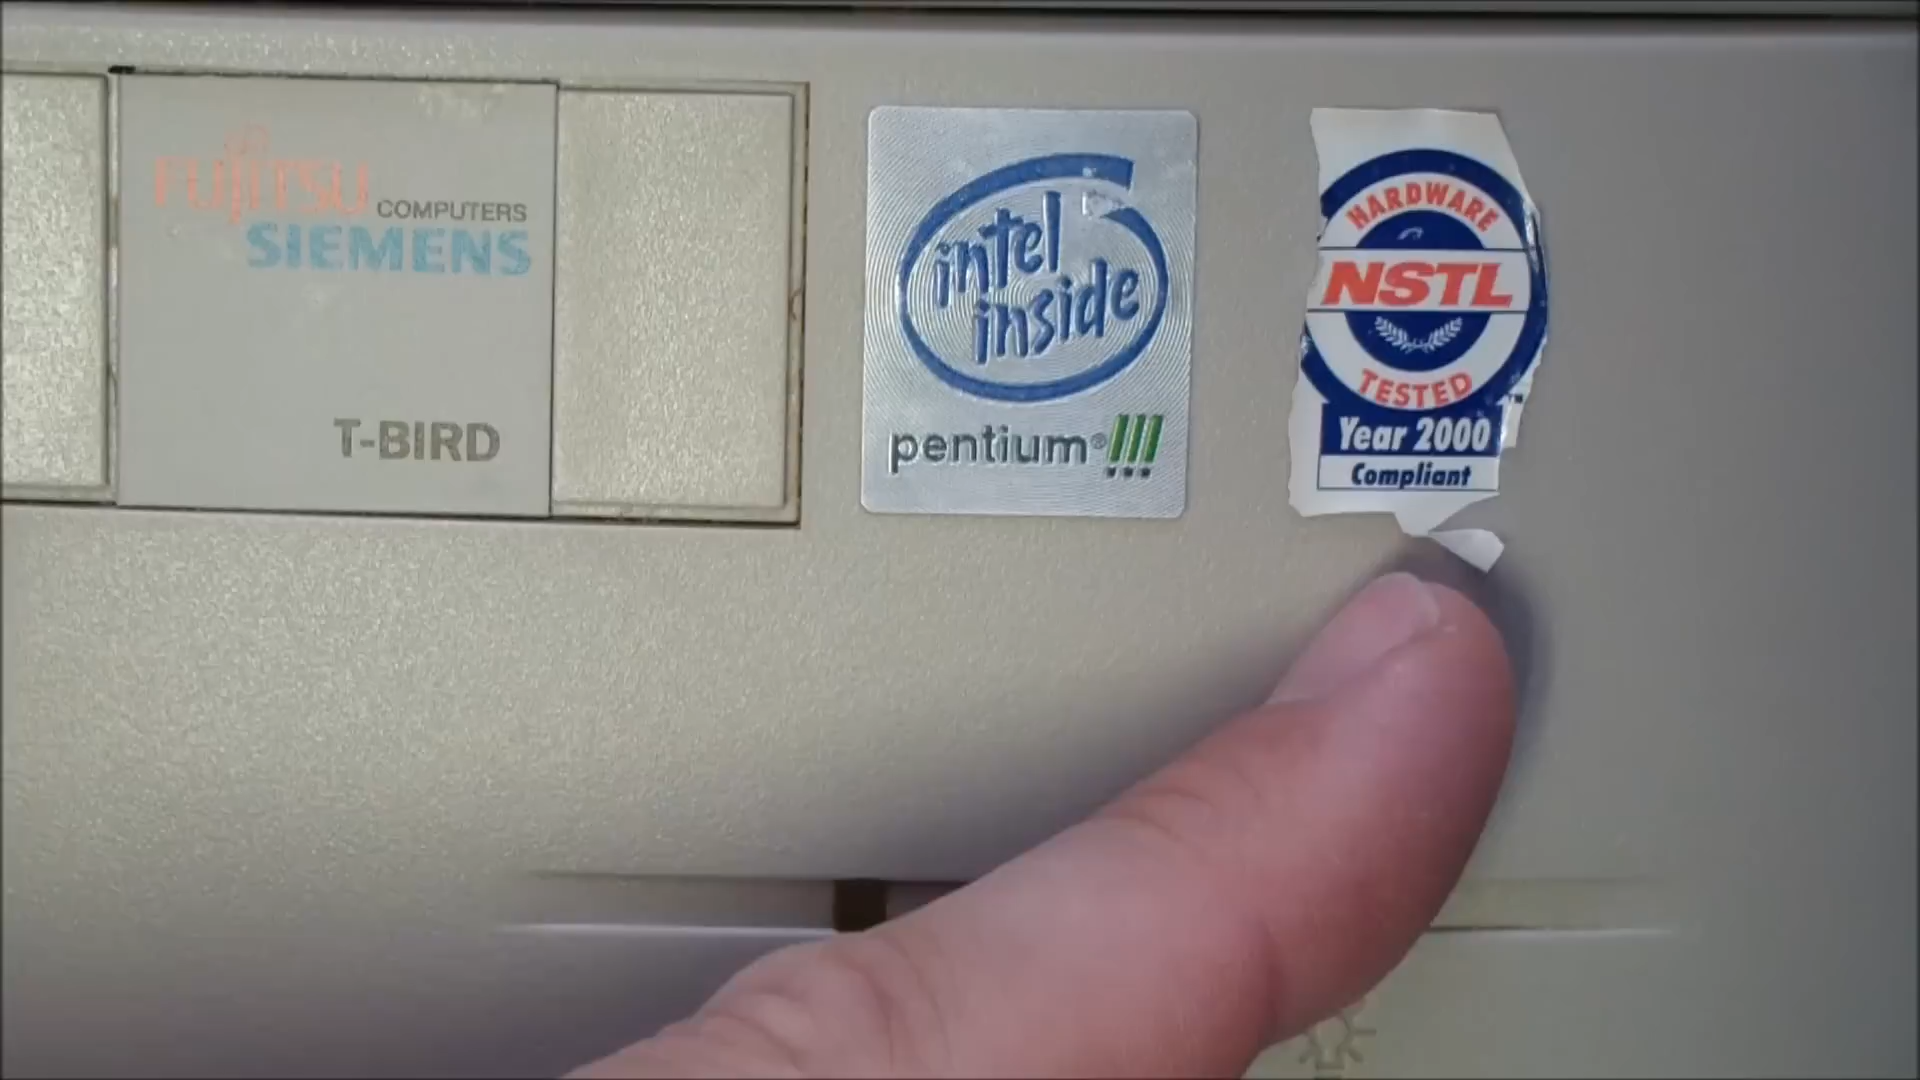 FUJITSU COMPUTERS
SIEMENS
T-BIRD
intel
inside
pentium® !!!
HARDWARE
NSTL
TESTED
Year 2000
Compliant